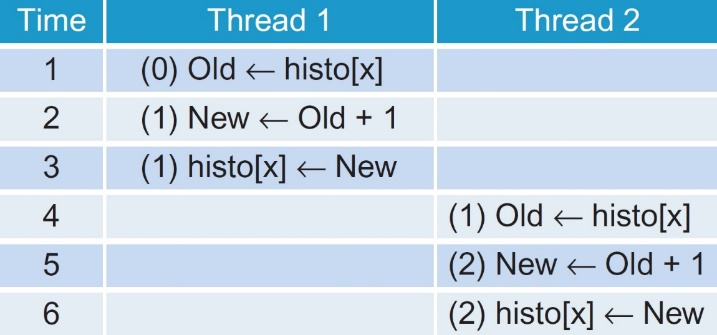 Time Thread 1 Thread 2
1 (0) Old ← histo[x]
2 (1) New ← Old + 1
3 (1) histo[x] ← New
4 (1) Old ← histo[x]
5 (2) New ← Old + 1
6 (2) histo[x] ← New